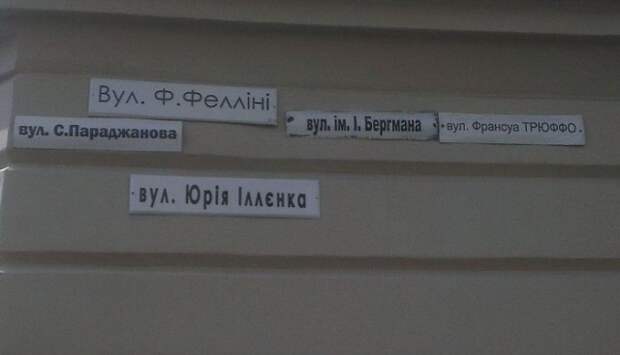 Вул. Ф.Фелліні
вул. С.Параджанова
вул. ім. І. Бергмана
вул. Франсуа ТРЮФФО
вул. Юрія Іллєнка